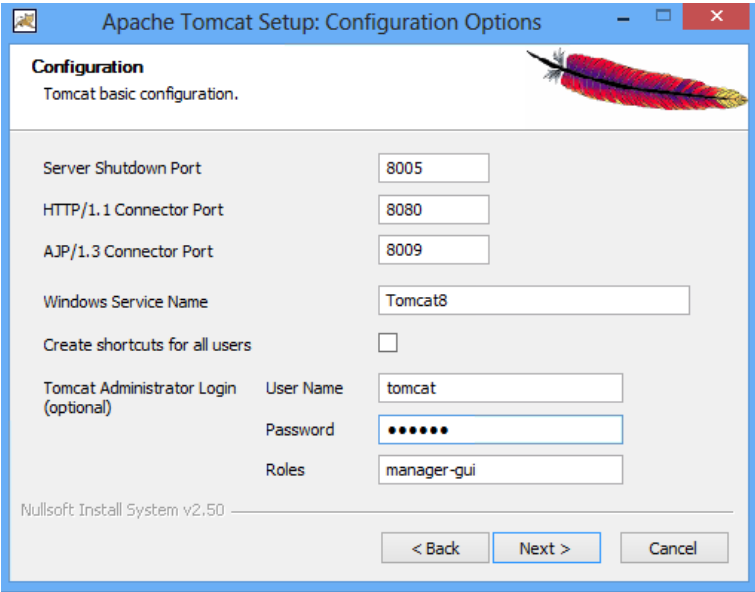 Apache Tomcat Setup: Configuration Options
Configuration
Tomcat basic configuration.
Server Shutdown Port 8005
HTTP/1.1 Connector Port 8080
AJP/1.3 Connector Port 8009
Windows Service Name Tomcat8
Create shortcuts for all users
Tomcat Administrator Login (optional)
User Name tomcat
Password ●●●●●●
Roles manager-gui
Nullsoft Install System v2.50
< Back Next > Cancel